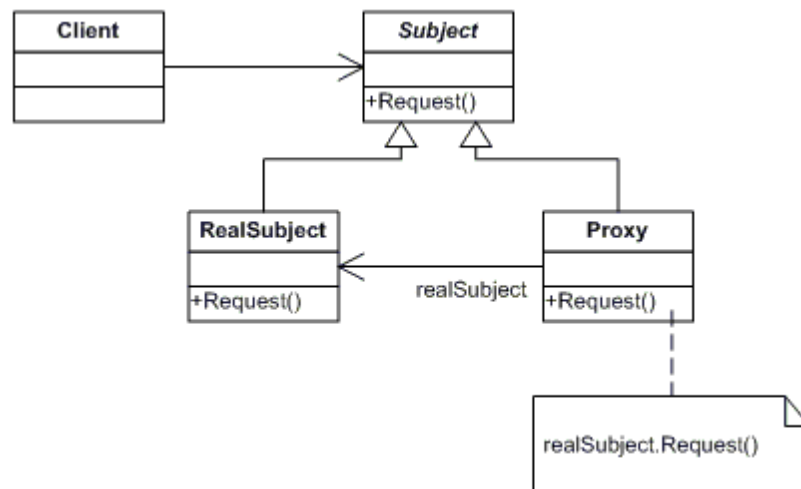 Client
Subject
+Request()
RealSubject
Proxy
+Request()
realSubject
+Request()
realSubject.Request()